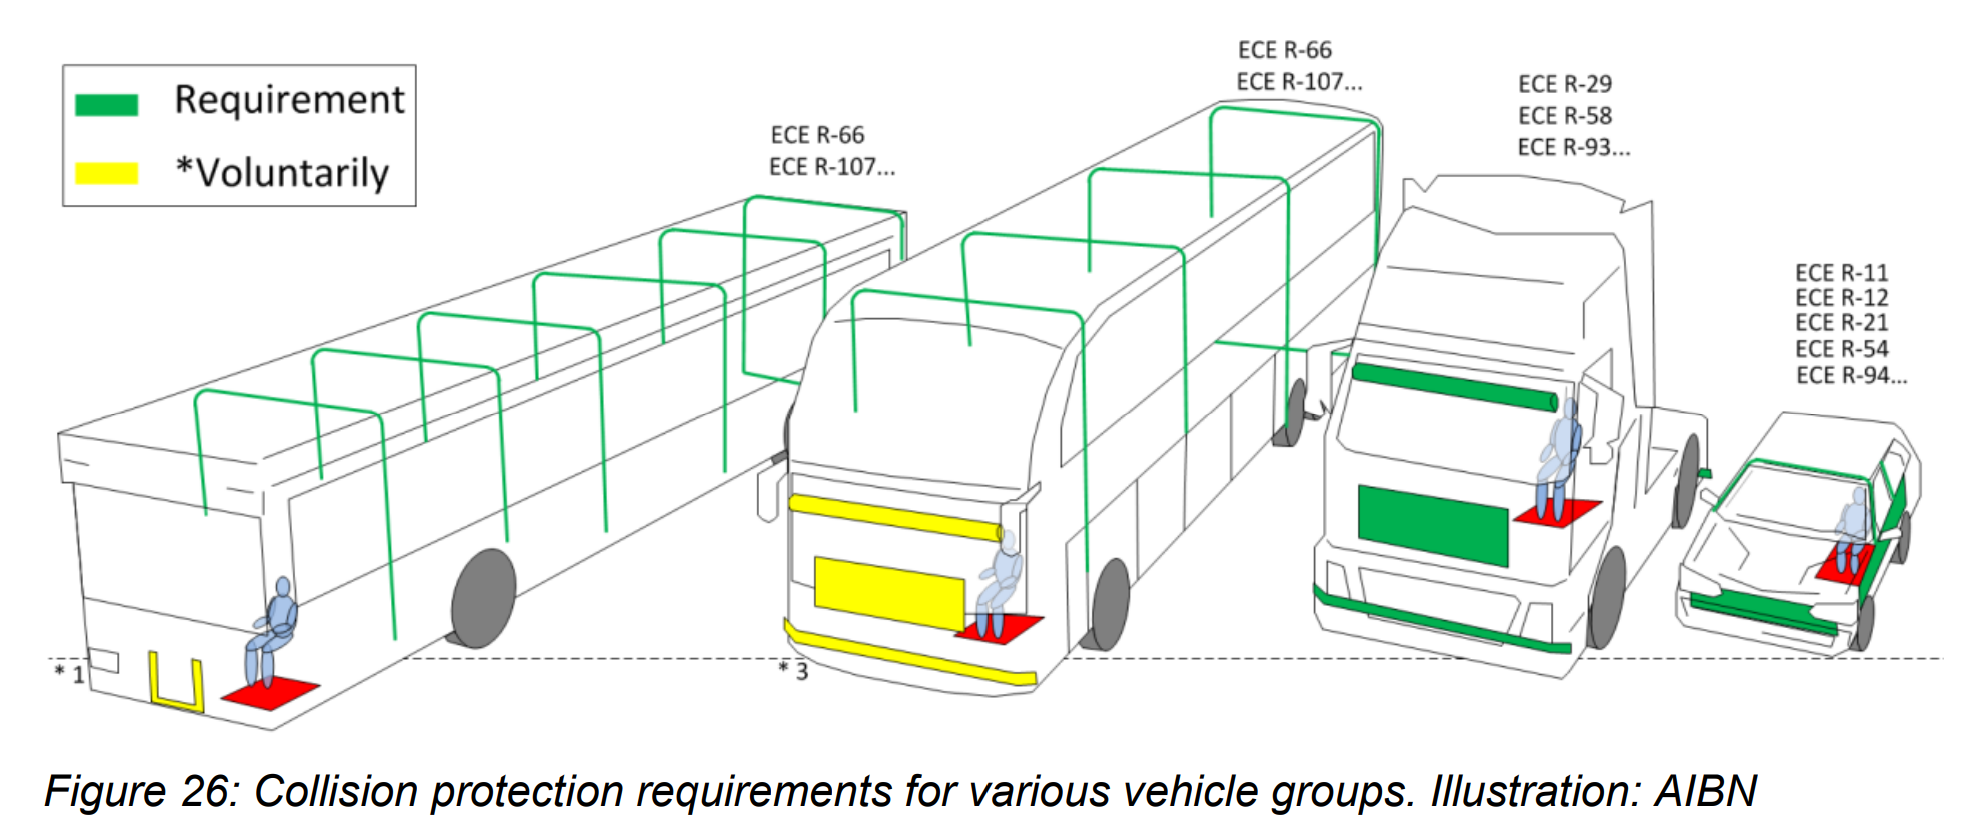 Requirement
*Voluntarily
ECE R-66
ECE R-107...
ECE R-66
ECE R-107...
ECE R-29
ECE R-58
ECE R-93...
ECE R-11
ECE R-12
ECE R-21
ECE R-54
ECE R-94...
* 1
* 3
Figure 26: Collision protection requirements for various vehicle groups. Illustration: AIBN